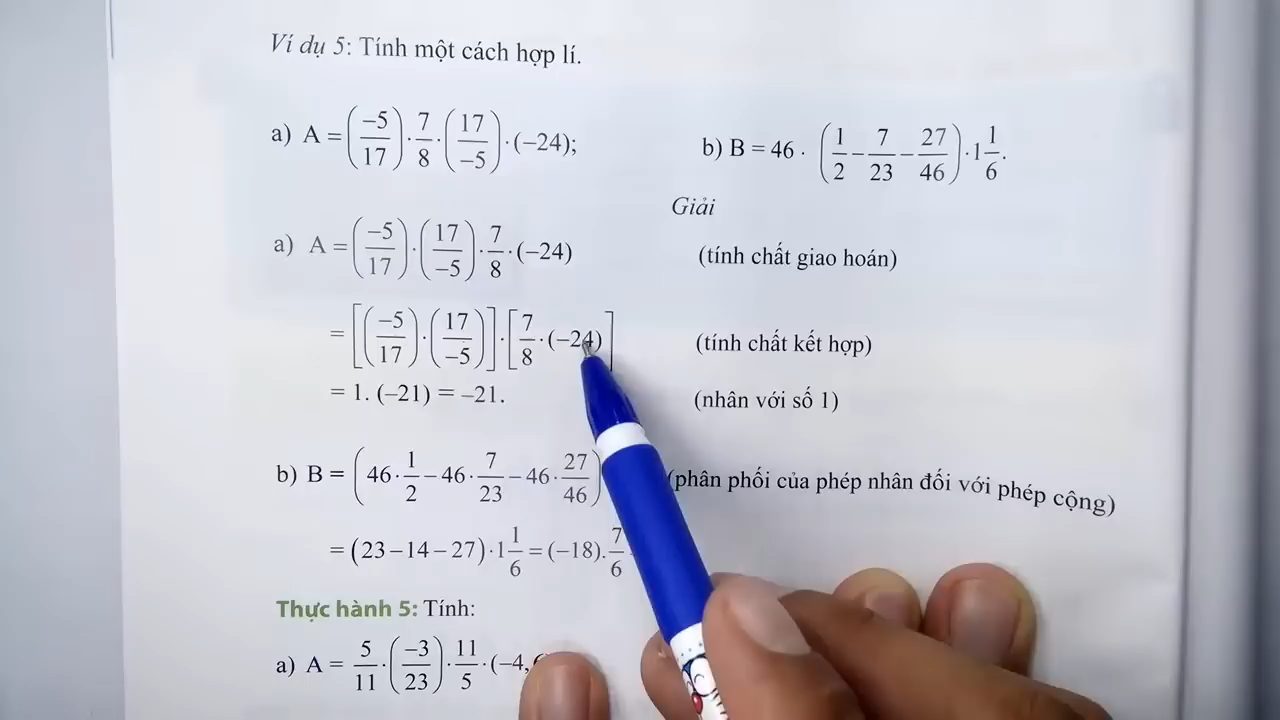 Ví dụ 5: Tính một cách hợp lí.
a) A = (−5/17) · 7/8 · (17/−5) · (−24);
b) B = 46 · (1/2 − 7/23 − 27/46) · 1 1/6.
Giải
a) A = (−5/17) · (17/−5) · 7/8 · (−24) (tính chất giao hoán)
= [(−5/17) · (17/−5)] · [7/8 · (−24)] (tính chất kết hợp)
= 1. (−21) = −21. (nhân với số 1)
b) B = (46 · 1/2 − 46 · 7/23 − 46 · 27/46) (phân phối của phép nhân đối với phép cộng)
= (23 − 14 − 27) · 1 1/6 = (−18). 7/6
Thực hành 5: Tính:
a) A = 5/11 · (−3/23) · 11/5 · (−4,